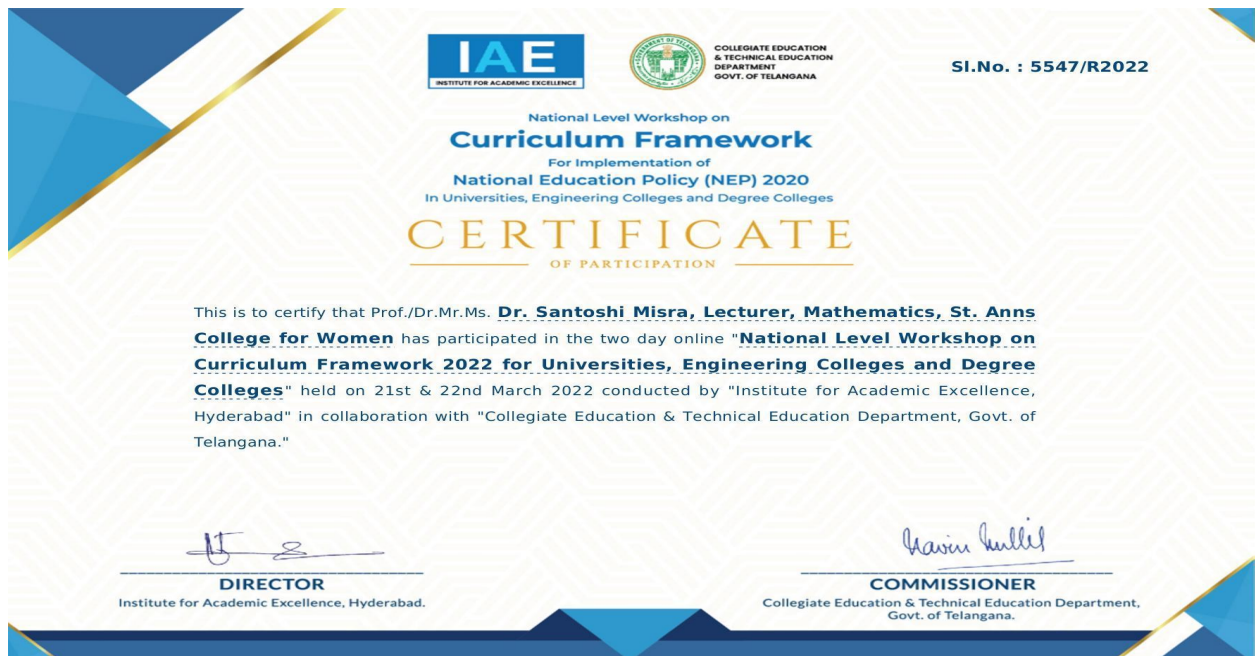 IAE
INSTITUTE FOR ACADEMIC EXCELLENCE
GOVERNMENT OF TELANGANA
COLLEGIATE EDUCATION
& TECHNICAL EDUCATION
DEPARTMENT
GOVT. OF TELANGANA
Sl.No. : 5547/R2022
National Level Workshop on
Curriculum Framework
For Implementation of
National Education Policy (NEP) 2020
In Universities, Engineering Colleges and Degree Colleges
CERTIFICATE
OF PARTICIPATION
This is to certify that Prof./Dr.Mr.Ms. Dr. Santoshi Misra, Lecturer, Mathematics, St. Anns
College for Women has participated in the two day online "National Level Workshop on
Curriculum Framework 2022 for Universities, Engineering Colleges and Degree
Colleges" held on 21st & 22nd March 2022 conducted by "Institute for Academic Excellence,
Hyderabad" in collaboration with "Collegiate Education & Technical Education Department, Govt. of
Telangana."
DIRECTOR
Institute for Academic Excellence, Hyderabad.
Navin Mittal
COMMISSIONER
Collegiate Education & Technical Education Department,
Govt. of Telangana.